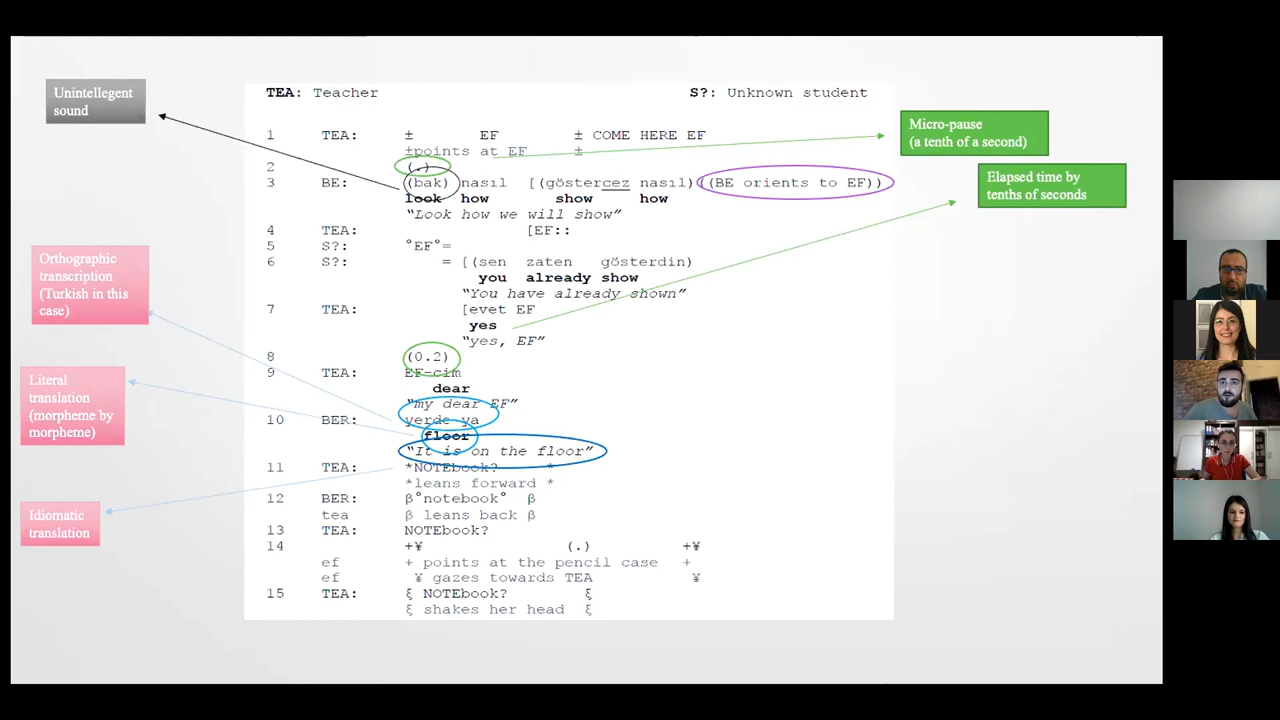 Unintellegent
sound
TEA: Teacher S?: Unknown student
Micro-pause
(a tenth of a second)
Elapsed time by
tenths of seconds
1 TEA: ± EF ± COME HERE EF
±points at EF ±
2 (.)
3 BE: (bak) nasıl [(göstercez nasıl)((BE orients to EF))
look how show how
“Look how we will show”
4 TEA: [EF::
5 S?: °EF°=
6 S?: = [(sen zaten gösterdin)
you already show
“You have already shown”
7 TEA: [evet EF
yes
“yes, EF”
8 (0.2)
9 TEA: EF-cim
dear
“my dear EF”
10 BER: yerde ya
floor
“It is on the floor”
11 TEA: *NOTEbook? *
*leans forward *
12 BER: β°notebook° β
tea β leans back β
13 TEA: NOTEbook?
14 +¥ (.) +¥
ef + points at the pencil case +
ef ¥ gazes towards TEA ¥
15 TEA: ξ NOTEbook? ξ
ξ shakes her head ξ
Orthographic
transcription
(Turkish in this
case)
Literal
translation
(morpheme by
morpheme)
Idiomatic
translation